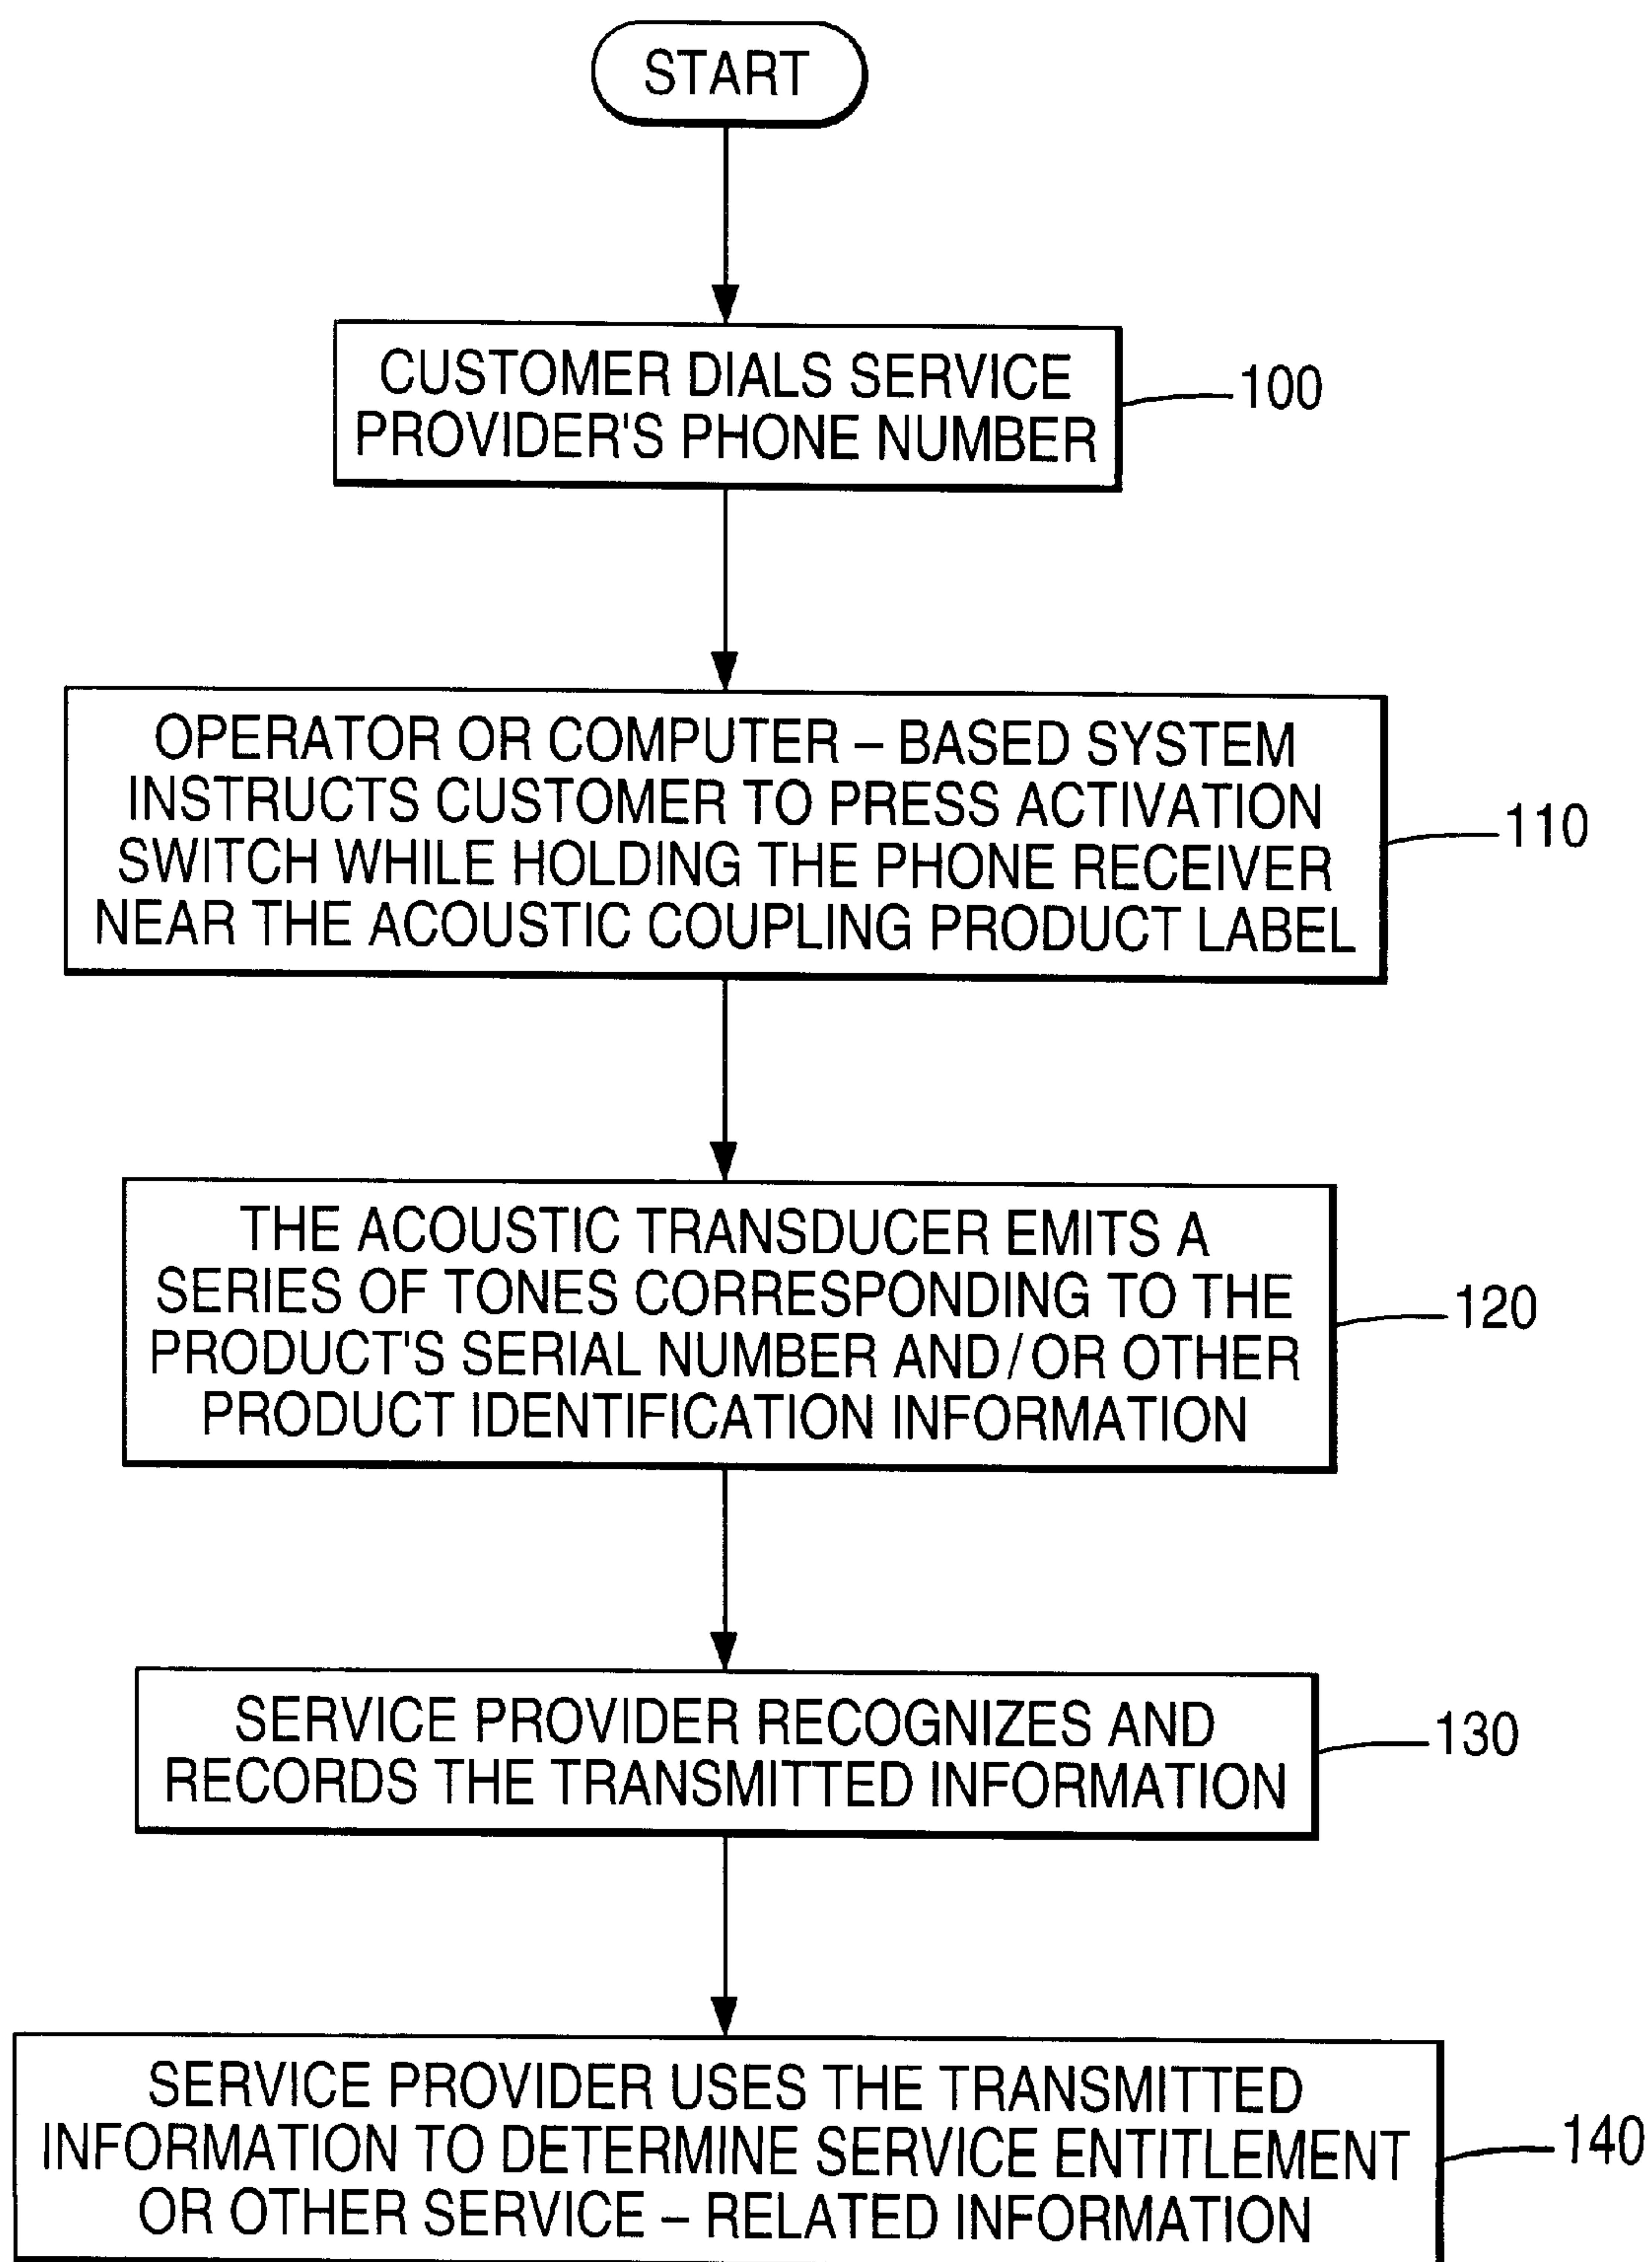 START
CUSTOMER DIALS SERVICE
PROVIDER'S PHONE NUMBER
100
OPERATOR OR COMPUTER – BASED SYSTEM
INSTRUCTS CUSTOMER TO PRESS ACTIVATION
SWITCH WHILE HOLDING THE PHONE RECEIVER
NEAR THE ACOUSTIC COUPLING PRODUCT LABEL
110
THE ACOUSTIC TRANSDUCER EMITS A
SERIES OF TONES CORRESPONDING TO THE
PRODUCT'S SERIAL NUMBER AND/OR OTHER
PRODUCT IDENTIFICATION INFORMATION
120
SERVICE PROVIDER RECOGNIZES AND
RECORDS THE TRANSMITTED INFORMATION
130
SERVICE PROVIDER USES THE TRANSMITTED
INFORMATION TO DETERMINE SERVICE ENTITLEMENT
OR OTHER SERVICE – RELATED INFORMATION
140